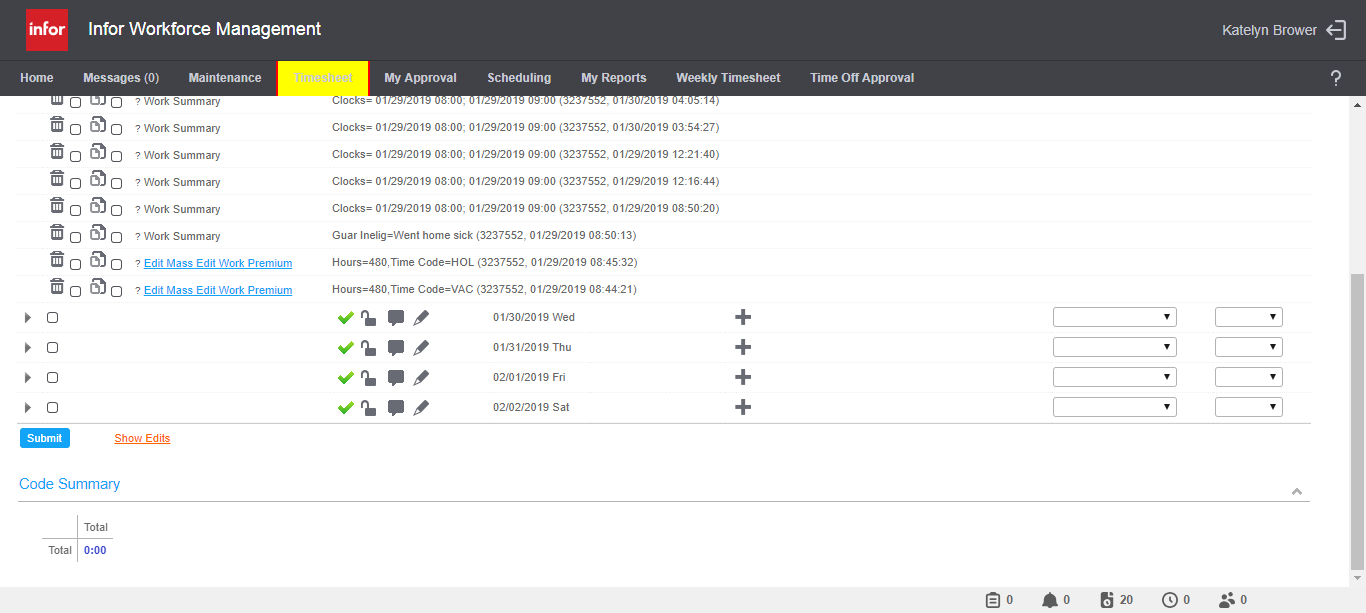 infor Infor Workforce Management Katelyn Brower
Home Messages (0) Maintenance Timesheet My Approval Scheduling My Reports Weekly Timesheet Time Off Approval ?
? Work Summary Clocks= 01/29/2019 08:00; 01/29/2019 09:00 (3237552, 01/30/2019 04:05:14)
? Work Summary Clocks= 01/29/2019 08:00; 01/29/2019 09:00 (3237552, 01/30/2019 03:54:27)
? Work Summary Clocks= 01/29/2019 08:00; 01/29/2019 09:00 (3237552, 01/29/2019 12:21:40)
? Work Summary Clocks= 01/29/2019 08:00; 01/29/2019 09:00 (3237552, 01/29/2019 12:16:44)
? Work Summary Clocks= 01/29/2019 08:00; 01/29/2019 09:00 (3237552, 01/29/2019 08:50:20)
? Work Summary Guar Inelig=Went home sick (3237552, 01/29/2019 08:50:13)
? Edit Mass Edit Work Premium Hours=480,Time Code=HOL (3237552, 01/29/2019 08:45:32)
? Edit Mass Edit Work Premium Hours=480,Time Code=VAC (3237552, 01/29/2019 08:44:21)
01/30/2019 Wed
01/31/2019 Thu
02/01/2019 Fri
02/02/2019 Sat
Submit Show Edits
Code Summary
Total
Total 0:00
0 0 20 0 0